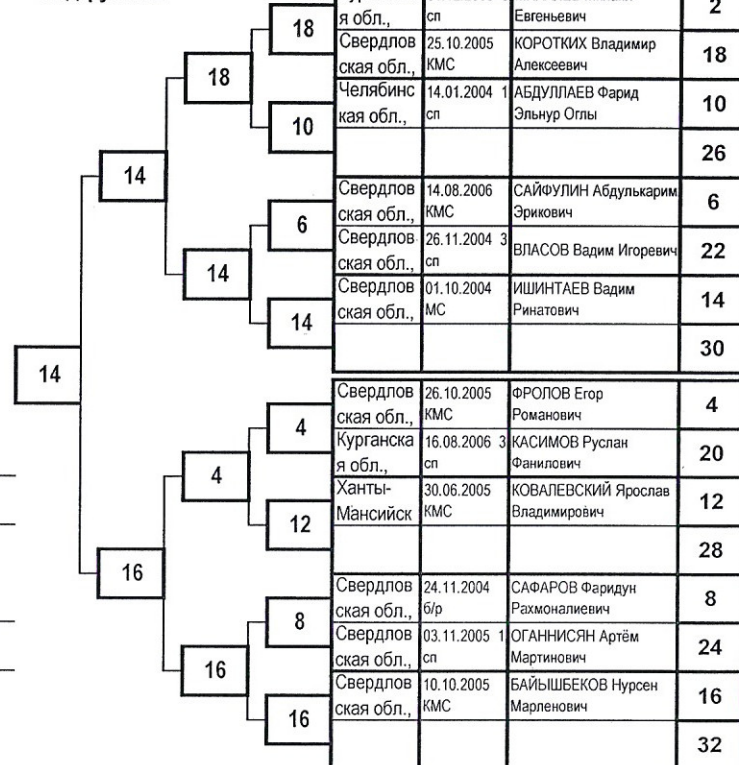 я обл., сп Евгеньевич 2
18
Свердлов 25.10.2005 КОРОТКИХ Владимир
ская обл., КМС Алексеевич 18
18
Челябинс 14.01.2004 1 АБДУЛЛАЕВ Фарид
кая обл., сп Эльнур Оглы 10
10
26
14
Свердлов 14.08.2006 САЙФУЛИН Абдулькарим
ская обл., КМС Эрикович 6
6
Свердлов 26.11.2004 3 ВЛАСОВ Вадим Игоревич 22
ская обл., сп
14
Свердлов 01.10.2004 ИШИНТАЕВ Вадим
ская обл., МС Ринатович 14
14
30
14
Свердлов 26.10.2005 ФРОЛОВ Егор
ская обл., КМС Романович 4
4
Курганска 16.08.2006 3 КАСИМОВ Руслан
я обл., сп Фанилович 20
4
Ханты- 30.06.2005 КОВАЛЕВСКИЙ Ярослав
Мансийск КМС Владимирович 12
12
28
16
Свердлов 24.11.2004 САФАРОВ Фаридун
ская обл., б/р Рахмоналиевич 8
8
Свердлов 03.11.2005 1 ОГАННИСЯН Артём
ская обл., сп Мартинович 24
16
Свердлов 10.10.2005 БАЙЫШБЕКОВ Нурсен
ская обл., КМС Марленович 16
16
32